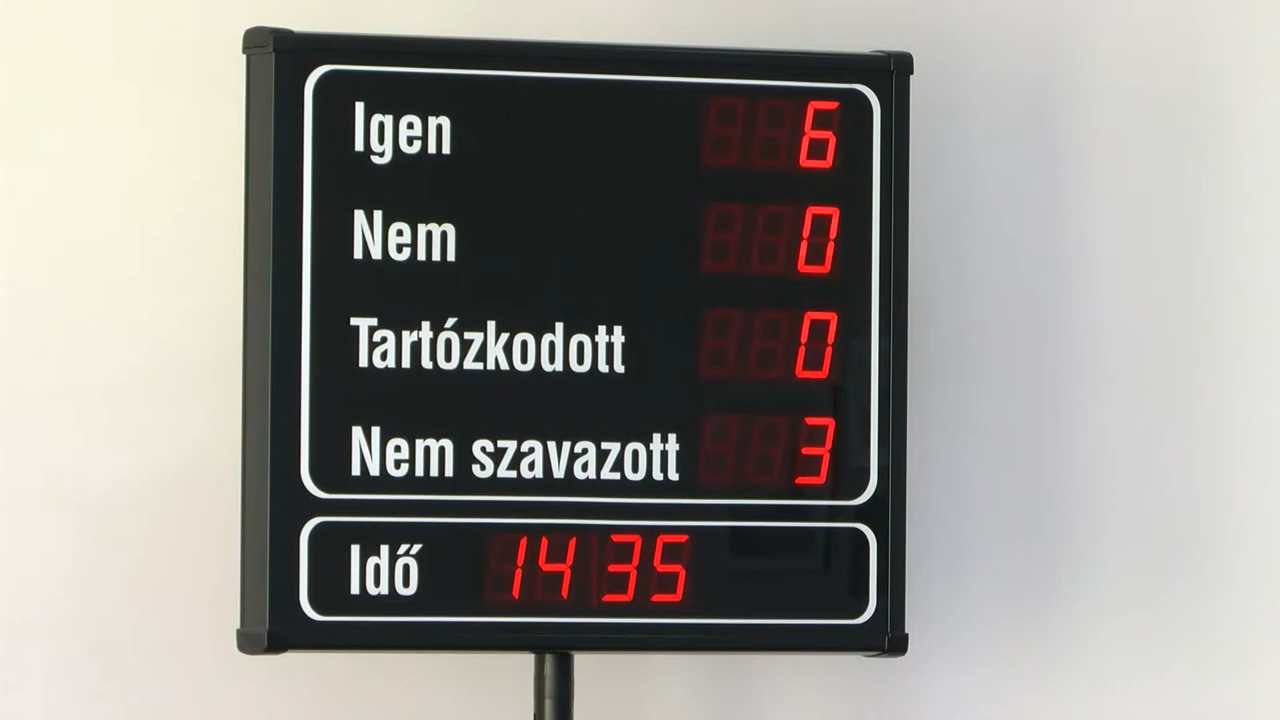 Igen 6
Nem 0
Tartózkodott 0
Nem szavazott 3
Idő 14 35